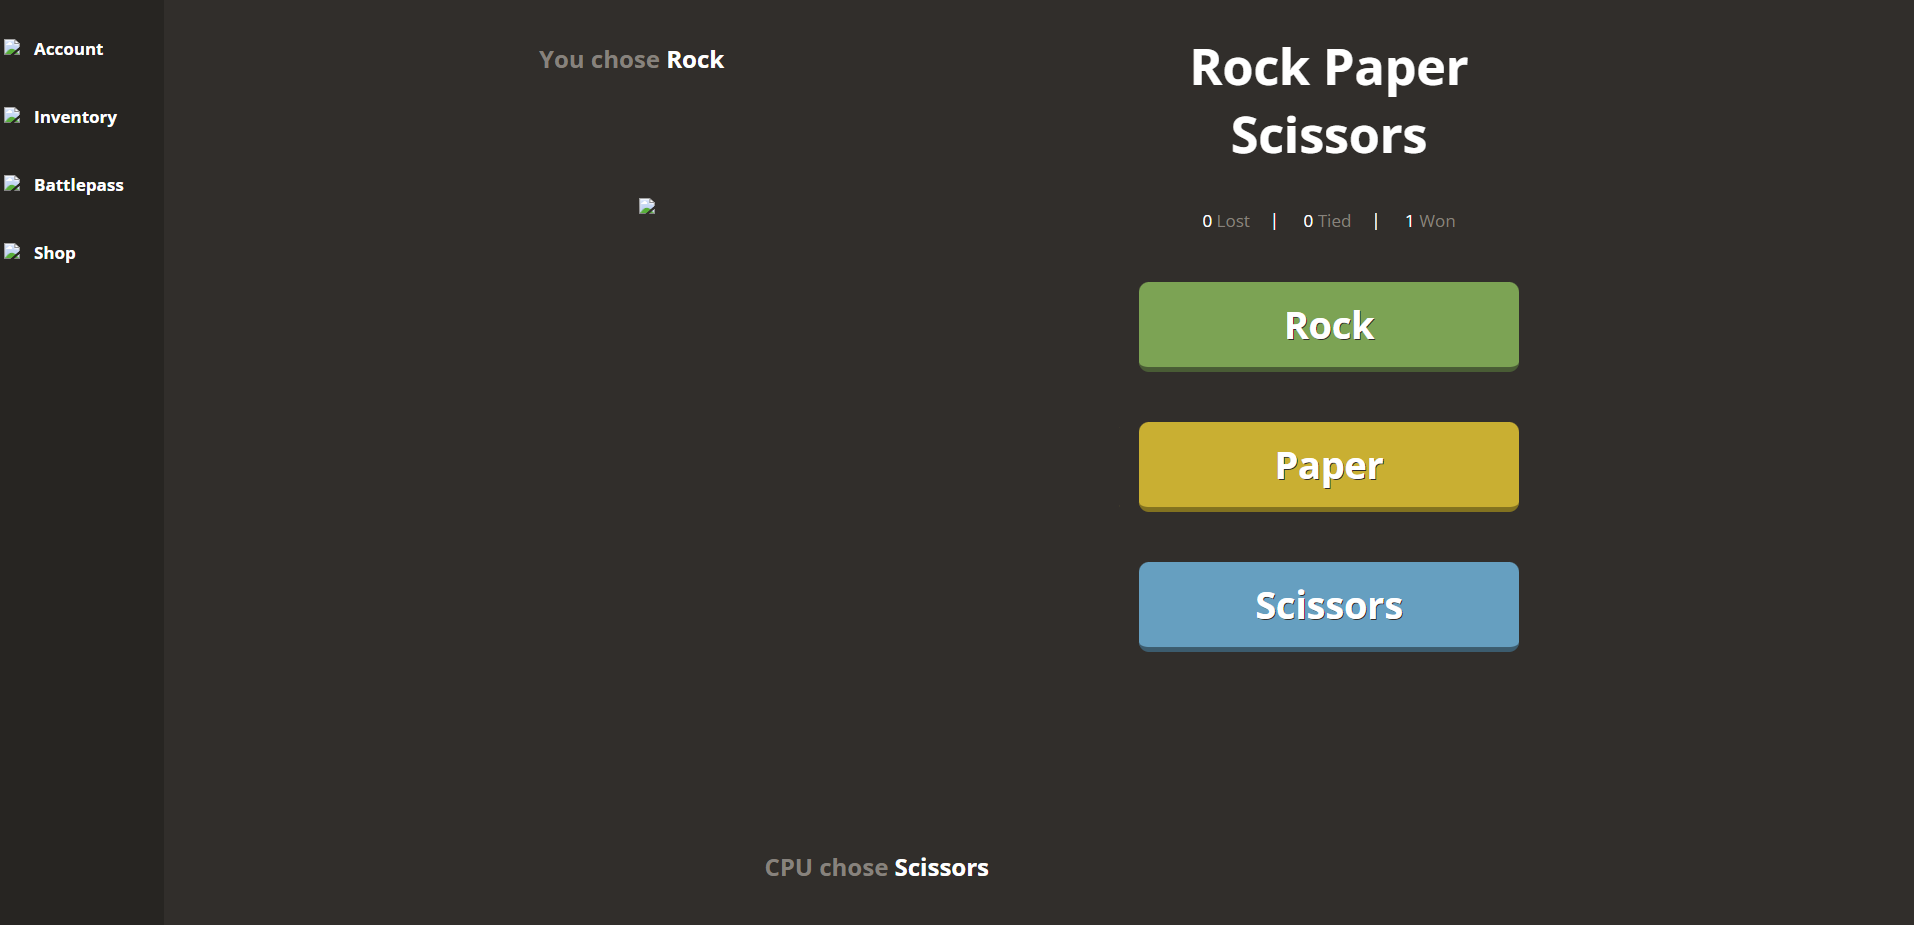 Account
Inventory
Battlepass
Shop
You chose Rock
CPU chose Scissors
Rock Paper
Scissors
0 Lost | 0 Tied | 1 Won
Rock
Paper
Scissors